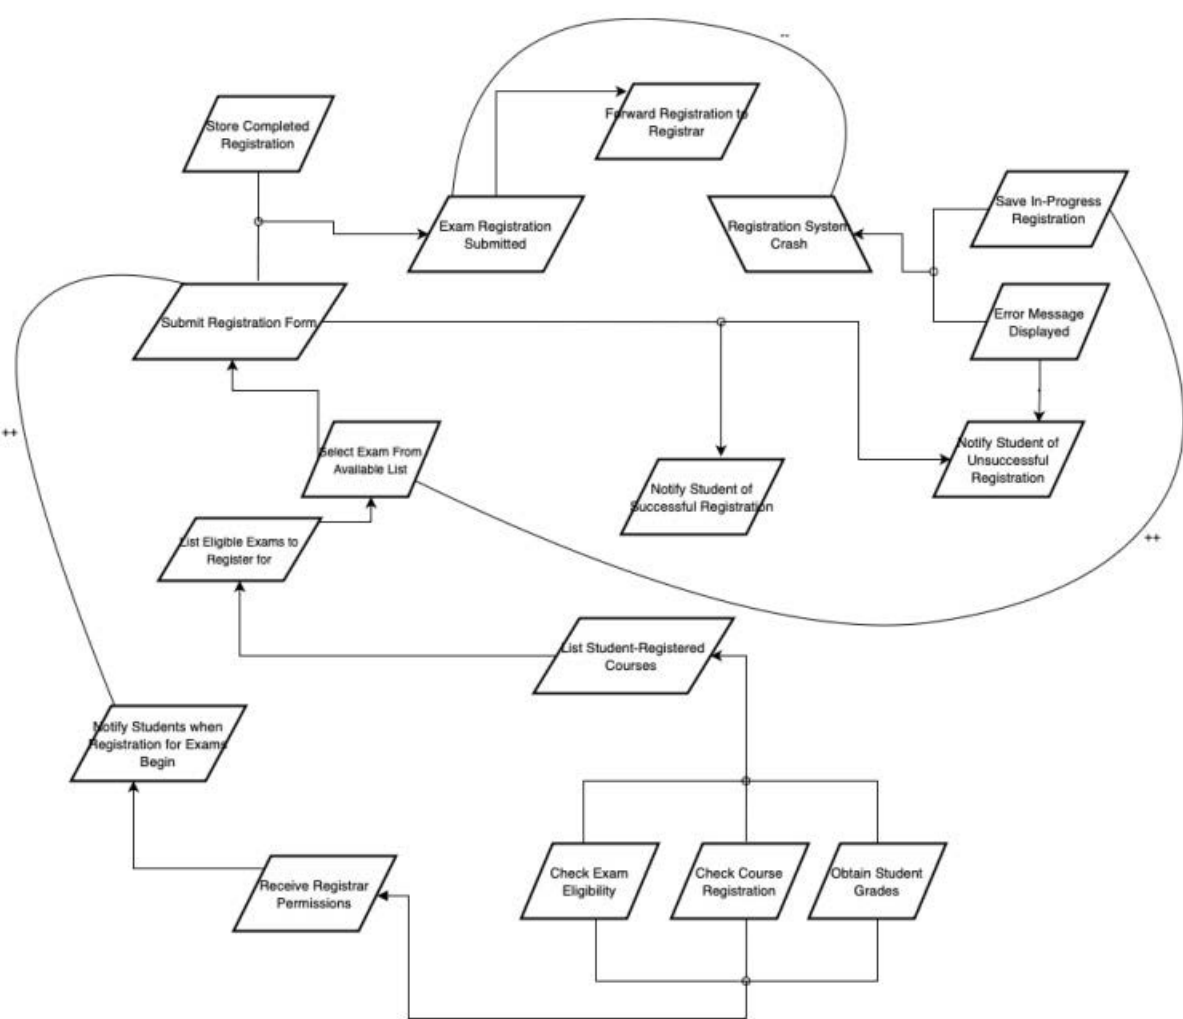 --
Forward Registration to
Registrar
Store Completed
Registration
Save In-Progress
Registration
Exam Registration
Submitted
Registration System
Crash
Submit Registration Form
Error Message
Displayed
++
Select Exam From
Available List
Notify Student of
Unsuccessful
Registration
Notify Student of
Successful Registration
++
List Eligible Exams to
Register for
List Student-Registered
Courses
Notify Students when
Registration for Exams
Begin
Check Exam
Eligibility
Check Course
Registration
Obtain Student
Grades
Receive Registrar
Permissions